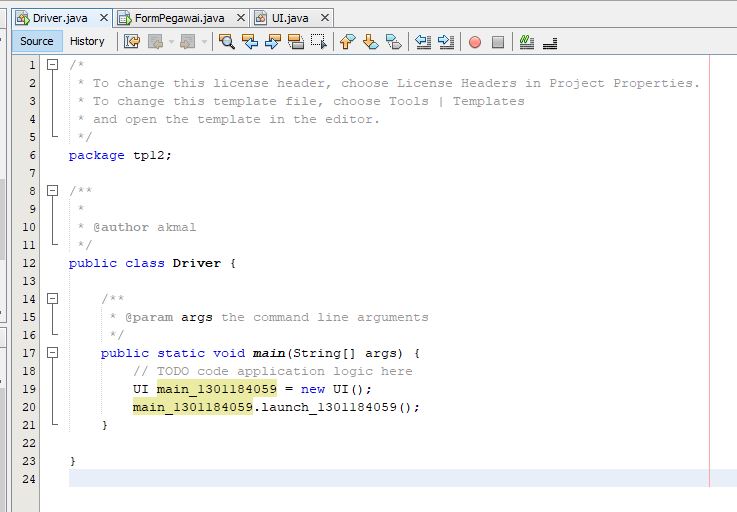 Driver.java FormPegawai.java UI.java
Source History
1 /*
2 * To change this license header, choose License Headers in Project Properties.
3 * To change this template file, choose Tools | Templates
4 * and open the template in the editor.
5 */
6 package tp12;
7
8 /**
9 *
10 * @author akmal
11 */
12 public class Driver {
13
14 /**
15 * @param args the command line arguments
16 */
17 public static void main(String[] args) {
18 // TODO code application logic here
19 UI main_1301184059 = new UI();
20 main_1301184059.launch_1301184059();
21 }
22
23 }
24